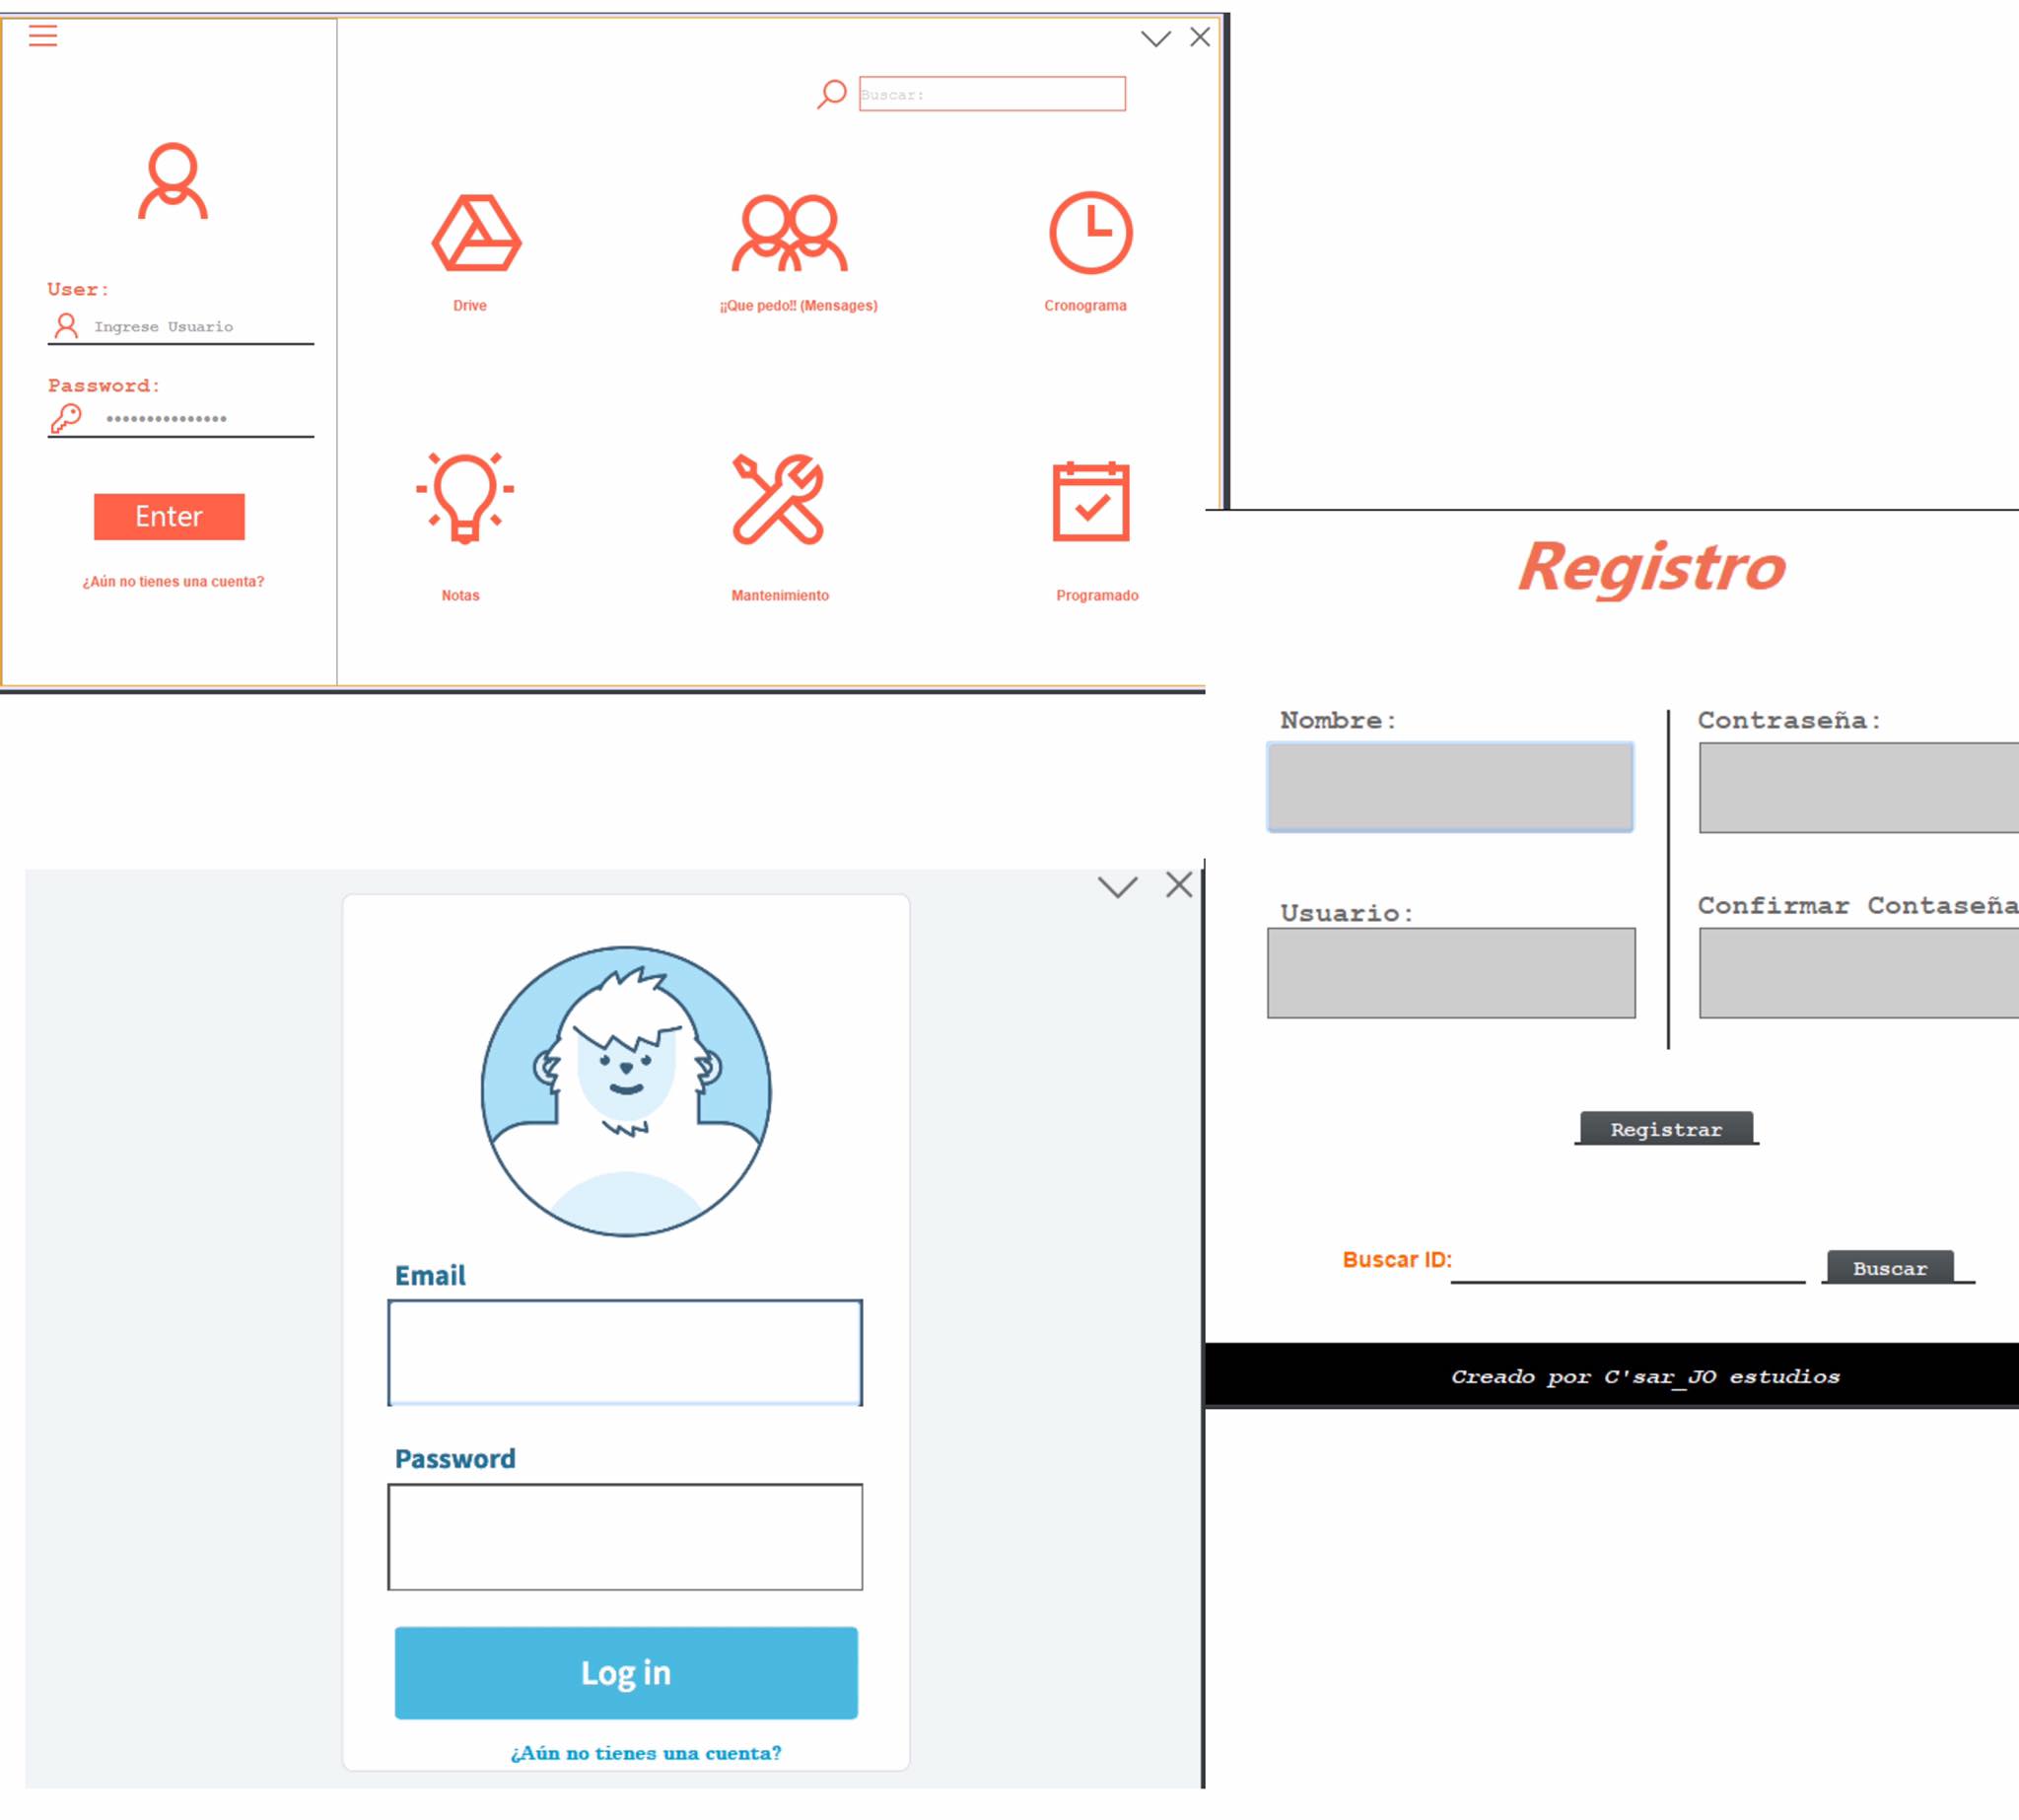 Buscar:
User:
Ingrese Usuario
Password:
Enter
¿Aún no tienes una cuenta?
Drive
¡¡Que pedo!! (Mensages)
Cronograma
Notas
Mantenimiento
Programado
Registro
Nombre:
Contraseña:
Usuario:
Confirmar Contaseña
Registrar
Buscar ID:
Buscar
Creado por C'sar_JO estudios
Email
Password
Log in
¿Aún no tienes una cuenta?